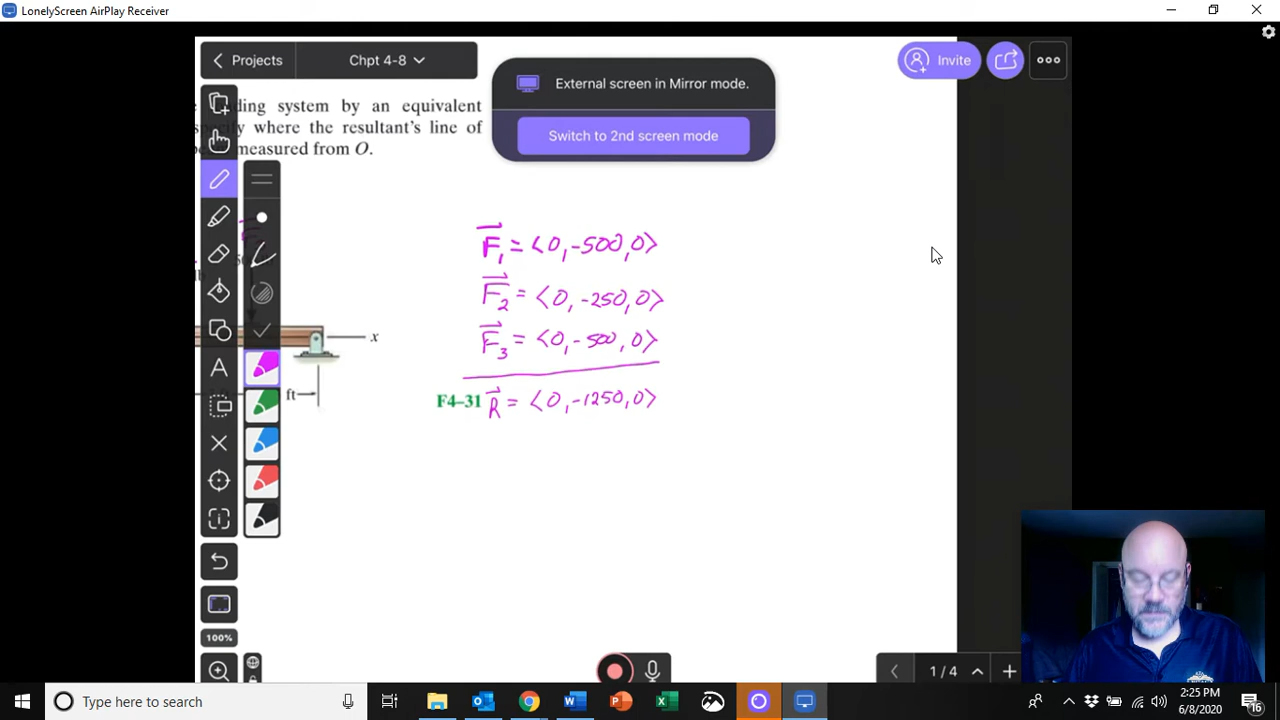 LonelyScreen AirPlay Receiver
Projects
Chpt 4-8
Invite
External screen in Mirror mode.
Switch to 2nd screen mode
ding system by an equivalent
where the resultant's line of
measured from O.
F₁ = <0, -500, 0>
F₂ = <0, -250, 0>
F₃ = <0, -500, 0>
F4–31 R = <0, -1250, 0>
lb
x
ft
A
100%
1/4
Type here to search
2:25 PM
6/8/2020
16